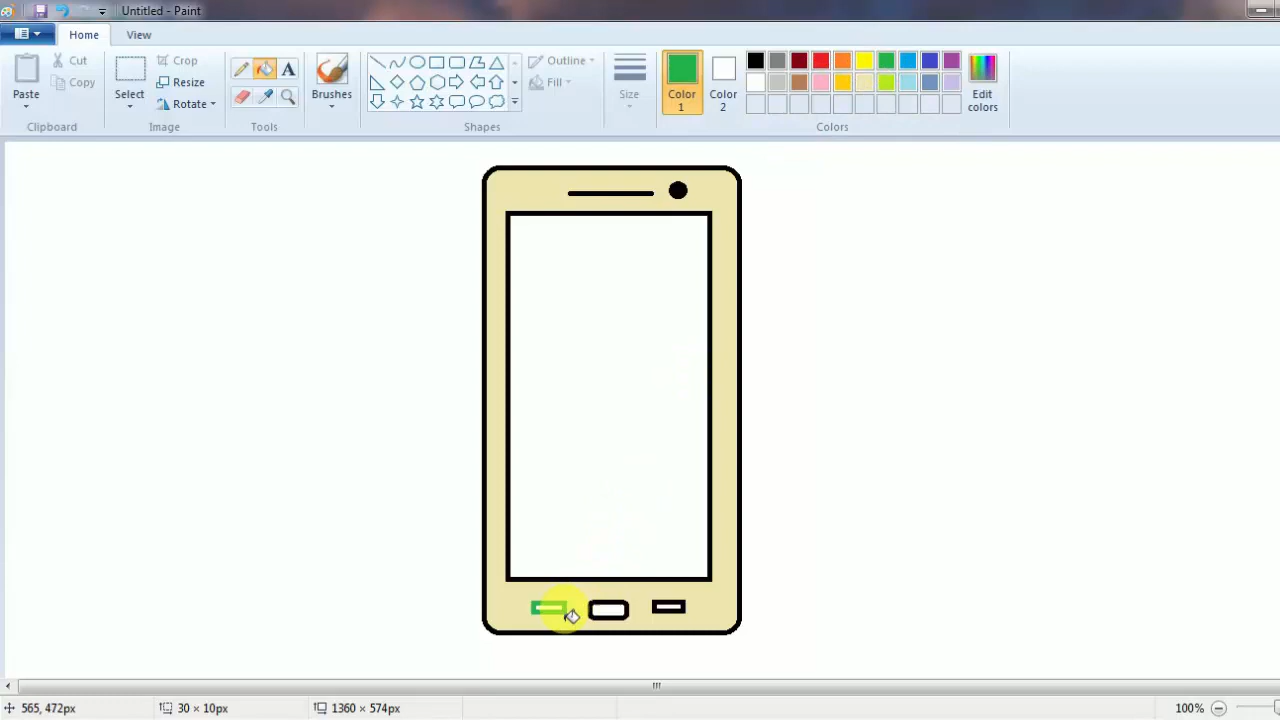 Untitled - Paint
Home View
Paste
Cut
Copy
Clipboard
Select
Crop
Resize
Rotate
Image
A
Tools
Brushes
Outline
Fill
Shapes
Size
Color
1
Color
2
Edit
colors
Colors
565, 472px 30 × 10px 1360 × 574px 100%